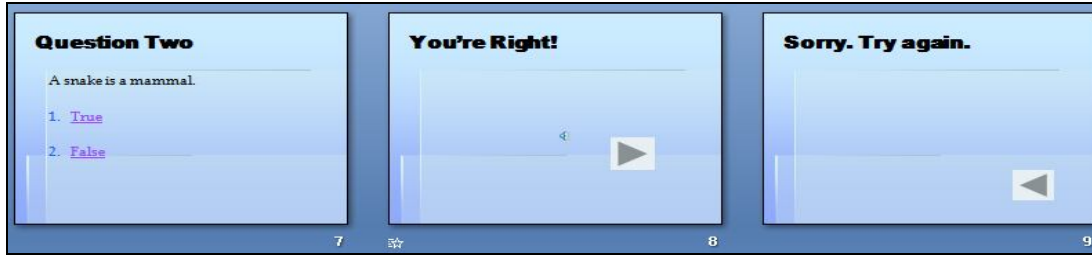 Question Two
A snake is a mammal.
1. True
2. False
7
You're Right!
8
Sorry. Try again.
9